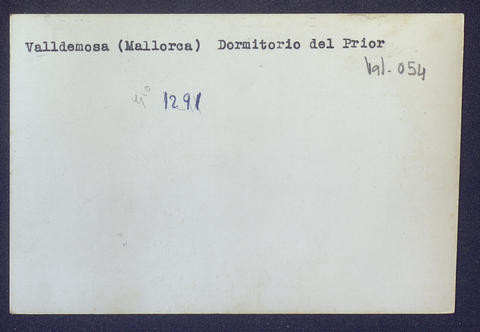 Valldemosa (Mallorca) Dormitorio del Prior
Val. 054
nº 1291